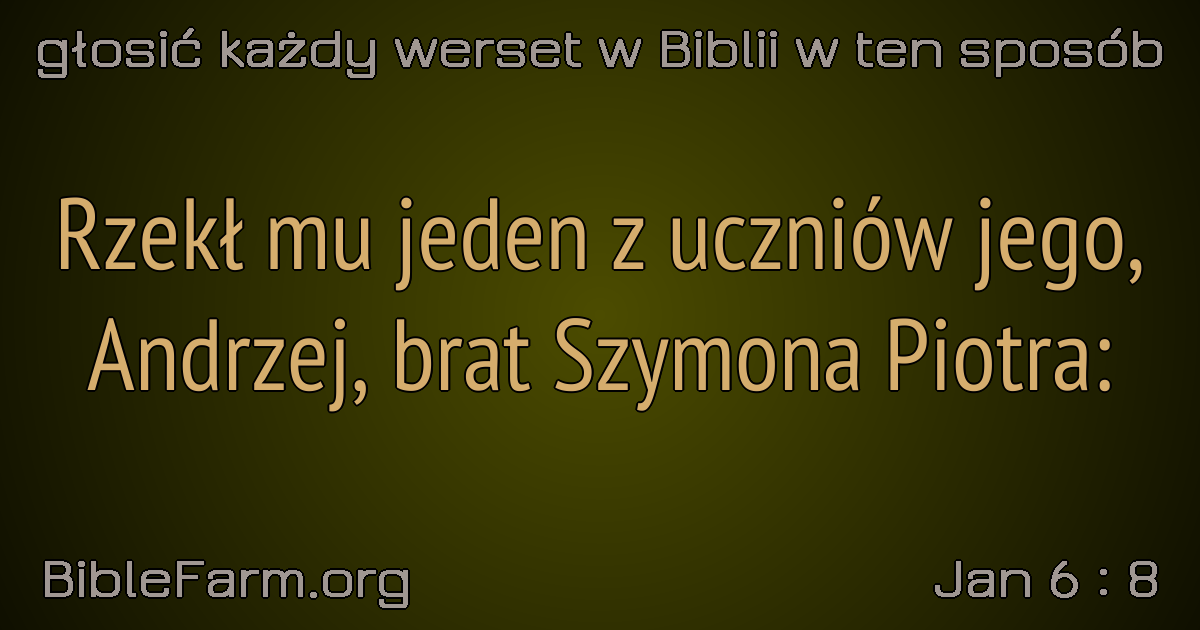 głosić każdy werset w Biblii w ten sposób
Rzekł mu jeden z uczniów jego,
Andrzej, brat Szymona Piotra:
BibleFarm.org
Jan 6 : 8